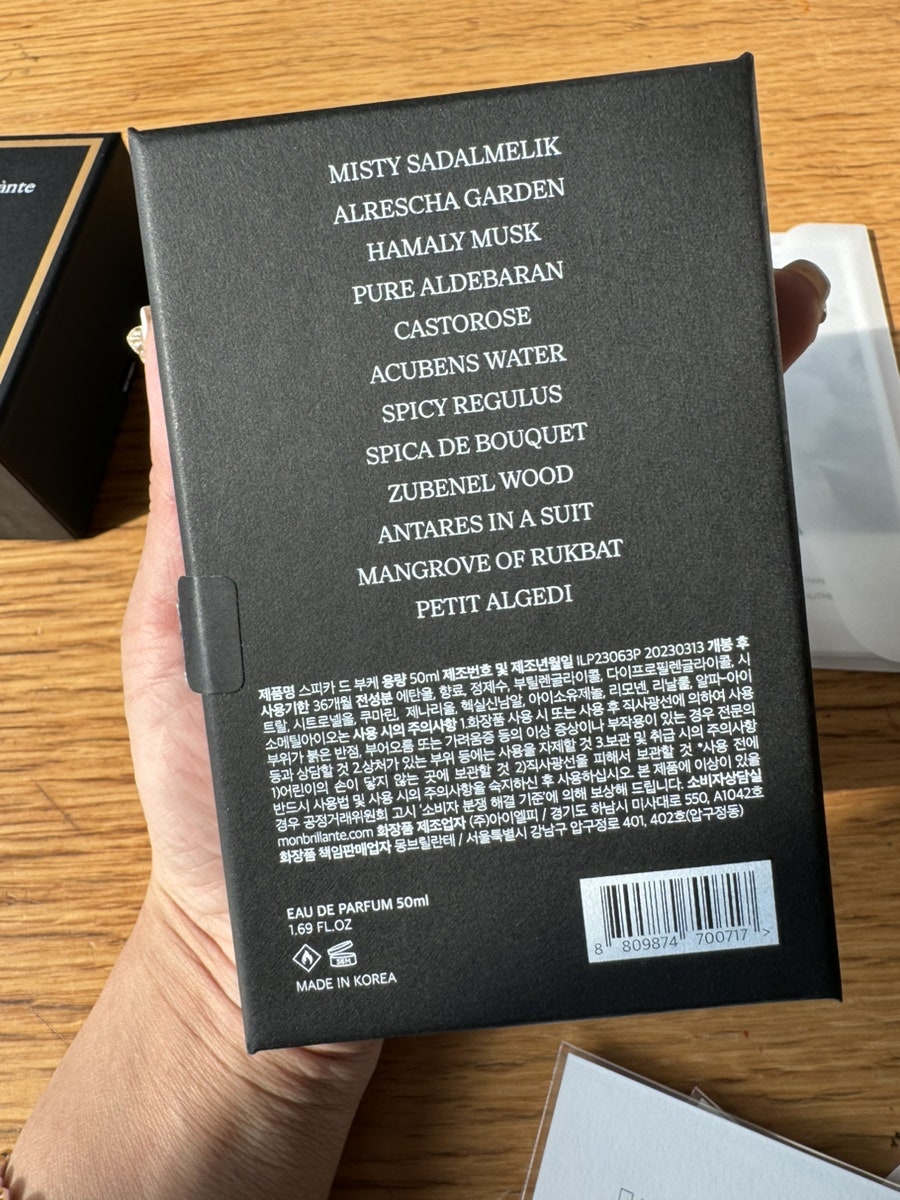 ànte
MISTY SADALMELIK
ALRESCHA GARDEN
HAMALY MUSK
PURE ALDEBARAN
CASTOROSE
ACUBENS WATER
SPICY REGULUS
SPICA DE BOUQUET
ZUBENEL WOOD
ANTARES IN A SUIT
MANGROVE OF RUKBAT
PETIT ALGEDI
제품명 스피카 드 부케 용량 50ml 제조번호 및 제조년월일 ILP23063P 20230313 개봉 후
사용기한 36개월 전성분 에탄올, 향료, 정제수, 부틸렌글라이콜, 다이프로필렌글라이콜, 시
트랄, 시트로넬올, 쿠마린, 제나리올, 헥실신남알, 아이소유제놀, 리모넨, 리날룰, 알파-아이
소메틸아이오논 사용 시의 주의사항 1.화장품 사용 시 또는 사용 후 직사광선에 의하여 사용
부위가 붉은 반점, 부어오름 또는 가려움증 등의 이상 증상이나 부작용이 있는 경우 전문의
등과 상담할 것 2.상처가 있는 부위 등에는 사용을 자제할 것 3.보관 및 취급 시의 주의사항
1)어린이의 손이 닿지 않는 곳에 보관할 것 2)직사광선을 피해서 보관할 것 *사용 전에
반드시 사용법 및 사용 시의 주의사항을 숙지하신 후 사용하십시오 본 제품에 이상이 있을
경우 공정거래위원회 고시 '소비자 분쟁 해결 기준'에 의해 보상해 드립니다. 소비자상담실
monbrillante.com 화장품 제조업자 (주)아이엘피 / 경기도 하남시 미사대로 550, A1042호
화장품 책임판매업자 몽브릴란테 / 서울특별시 강남구 압구정로 401, 402호(압구정동)
EAU DE PARFUM 50ml
1.69 FL.OZ
36M
MADE IN KOREA
8 809874 700717 >